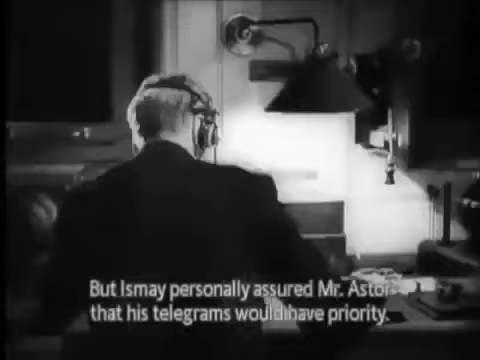 But Ismay personally assured Mr. Astor
that his telegrams would have priority.